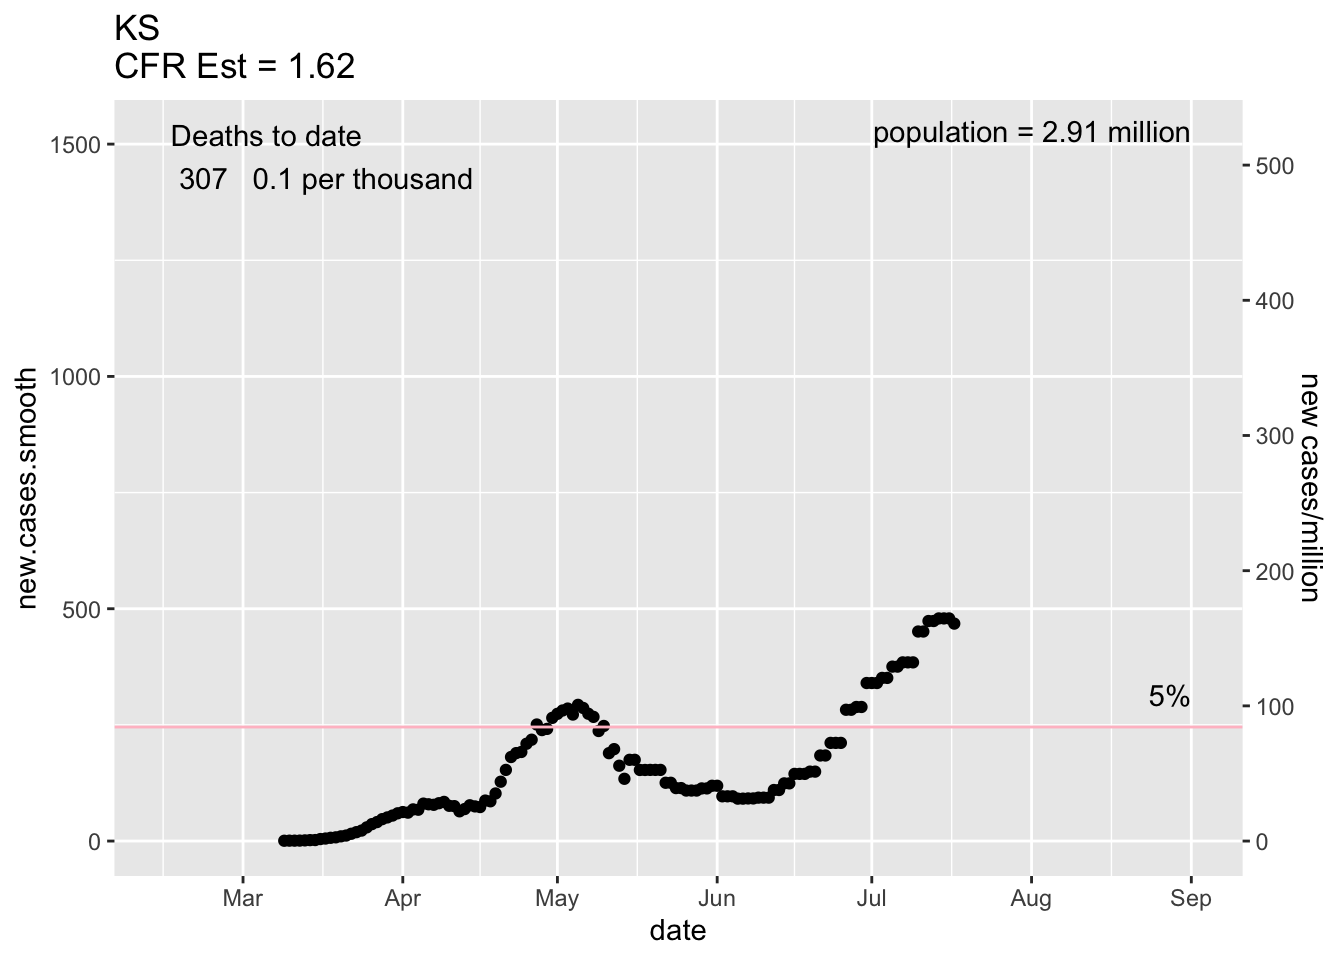 KS
CFR Est = 1.62
Deaths to date
307 0.1 per thousand
population = 2.91 million
1500
1000
500
0
new.cases.smooth
500
400
300
200
100
0
new cases/million
5%
Mar Apr May Jun Jul Aug Sep
date